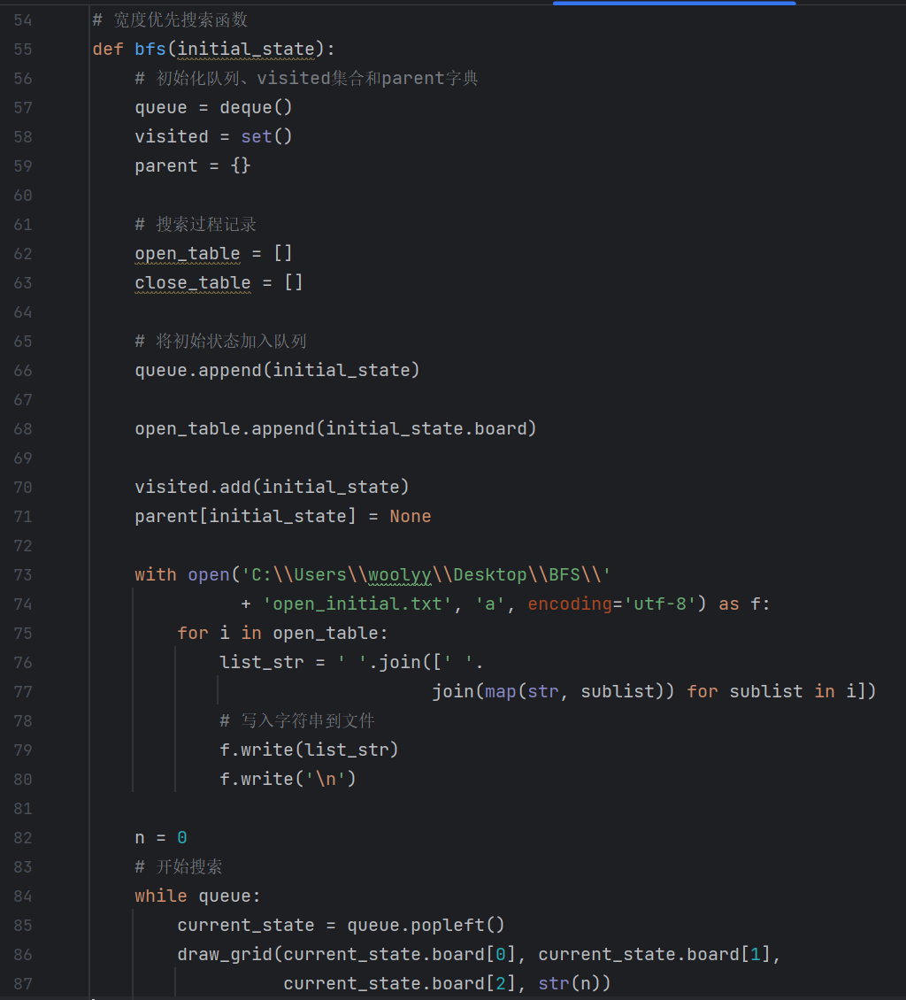 54 # 宽度优先搜索函数
55 def bfs(initial_state):
56     # 初始化队列、visited集合和parent字典
57     queue = deque()
58     visited = set()
59     parent = {}
60
61     # 搜索过程记录
62     open_table = []
63     close_table = []
64
65     # 将初始状态加入队列
66     queue.append(initial_state)
67
68     open_table.append(initial_state.board)
69
70     visited.add(initial_state)
71     parent[initial_state] = None
72
73     with open('C:\\Users\\woolyy\\Desktop\\BFS\\'
74               + 'open_initial.txt', 'a', encoding='utf-8') as f:
75         for i in open_table:
76             list_str = ' '.join([' '.
77                                 join(map(str, sublist)) for sublist in i])
78             # 写入字符串到文件
79             f.write(list_str)
80             f.write('\n')
81
82     n = 0
83     # 开始搜索
84     while queue:
85         current_state = queue.popleft()
86         draw_grid(current_state.board[0], current_state.board[1],
87                   current_state.board[2], str(n))